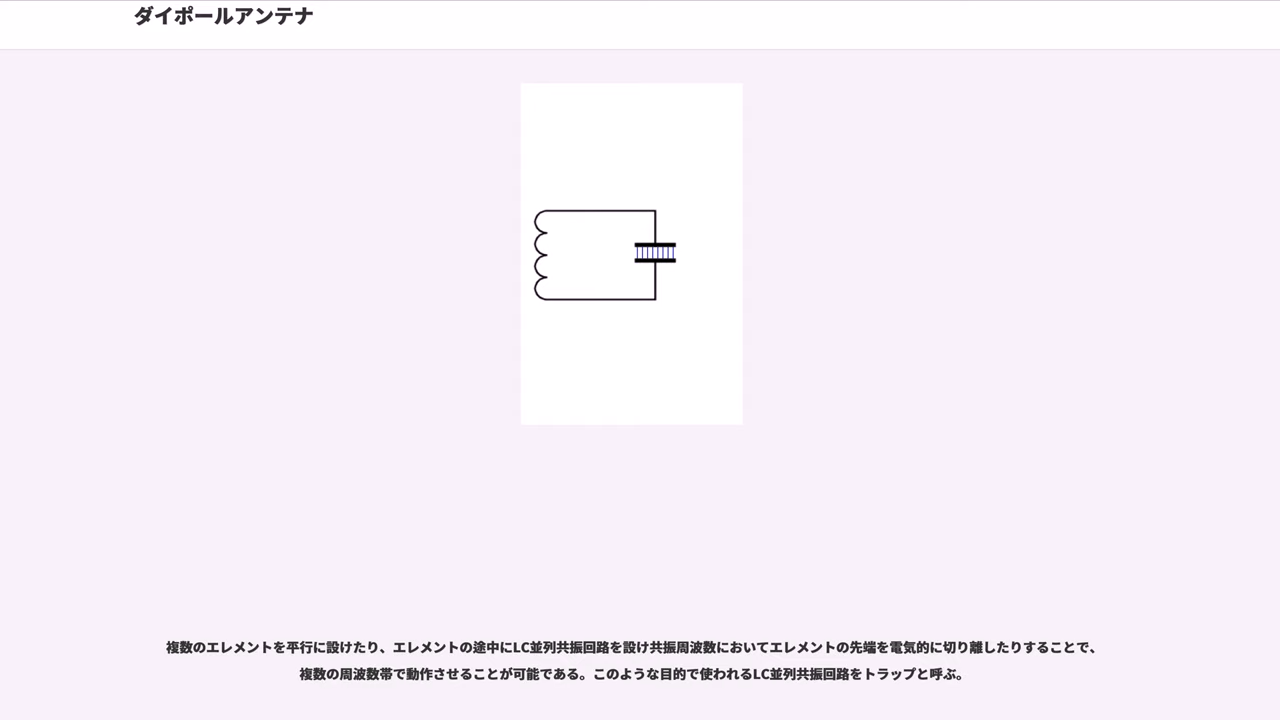 ダイポールアンテナ
複数のエレメントを平行に設けたり、エレメントの途中にLC並列共振回路を設け共振周波数においてエレメントの先端を電気的に切り離したりすることで、
複数の周波数帯で動作させることが可能である。このような目的で使われるLC並列共振回路をトラップと呼ぶ。